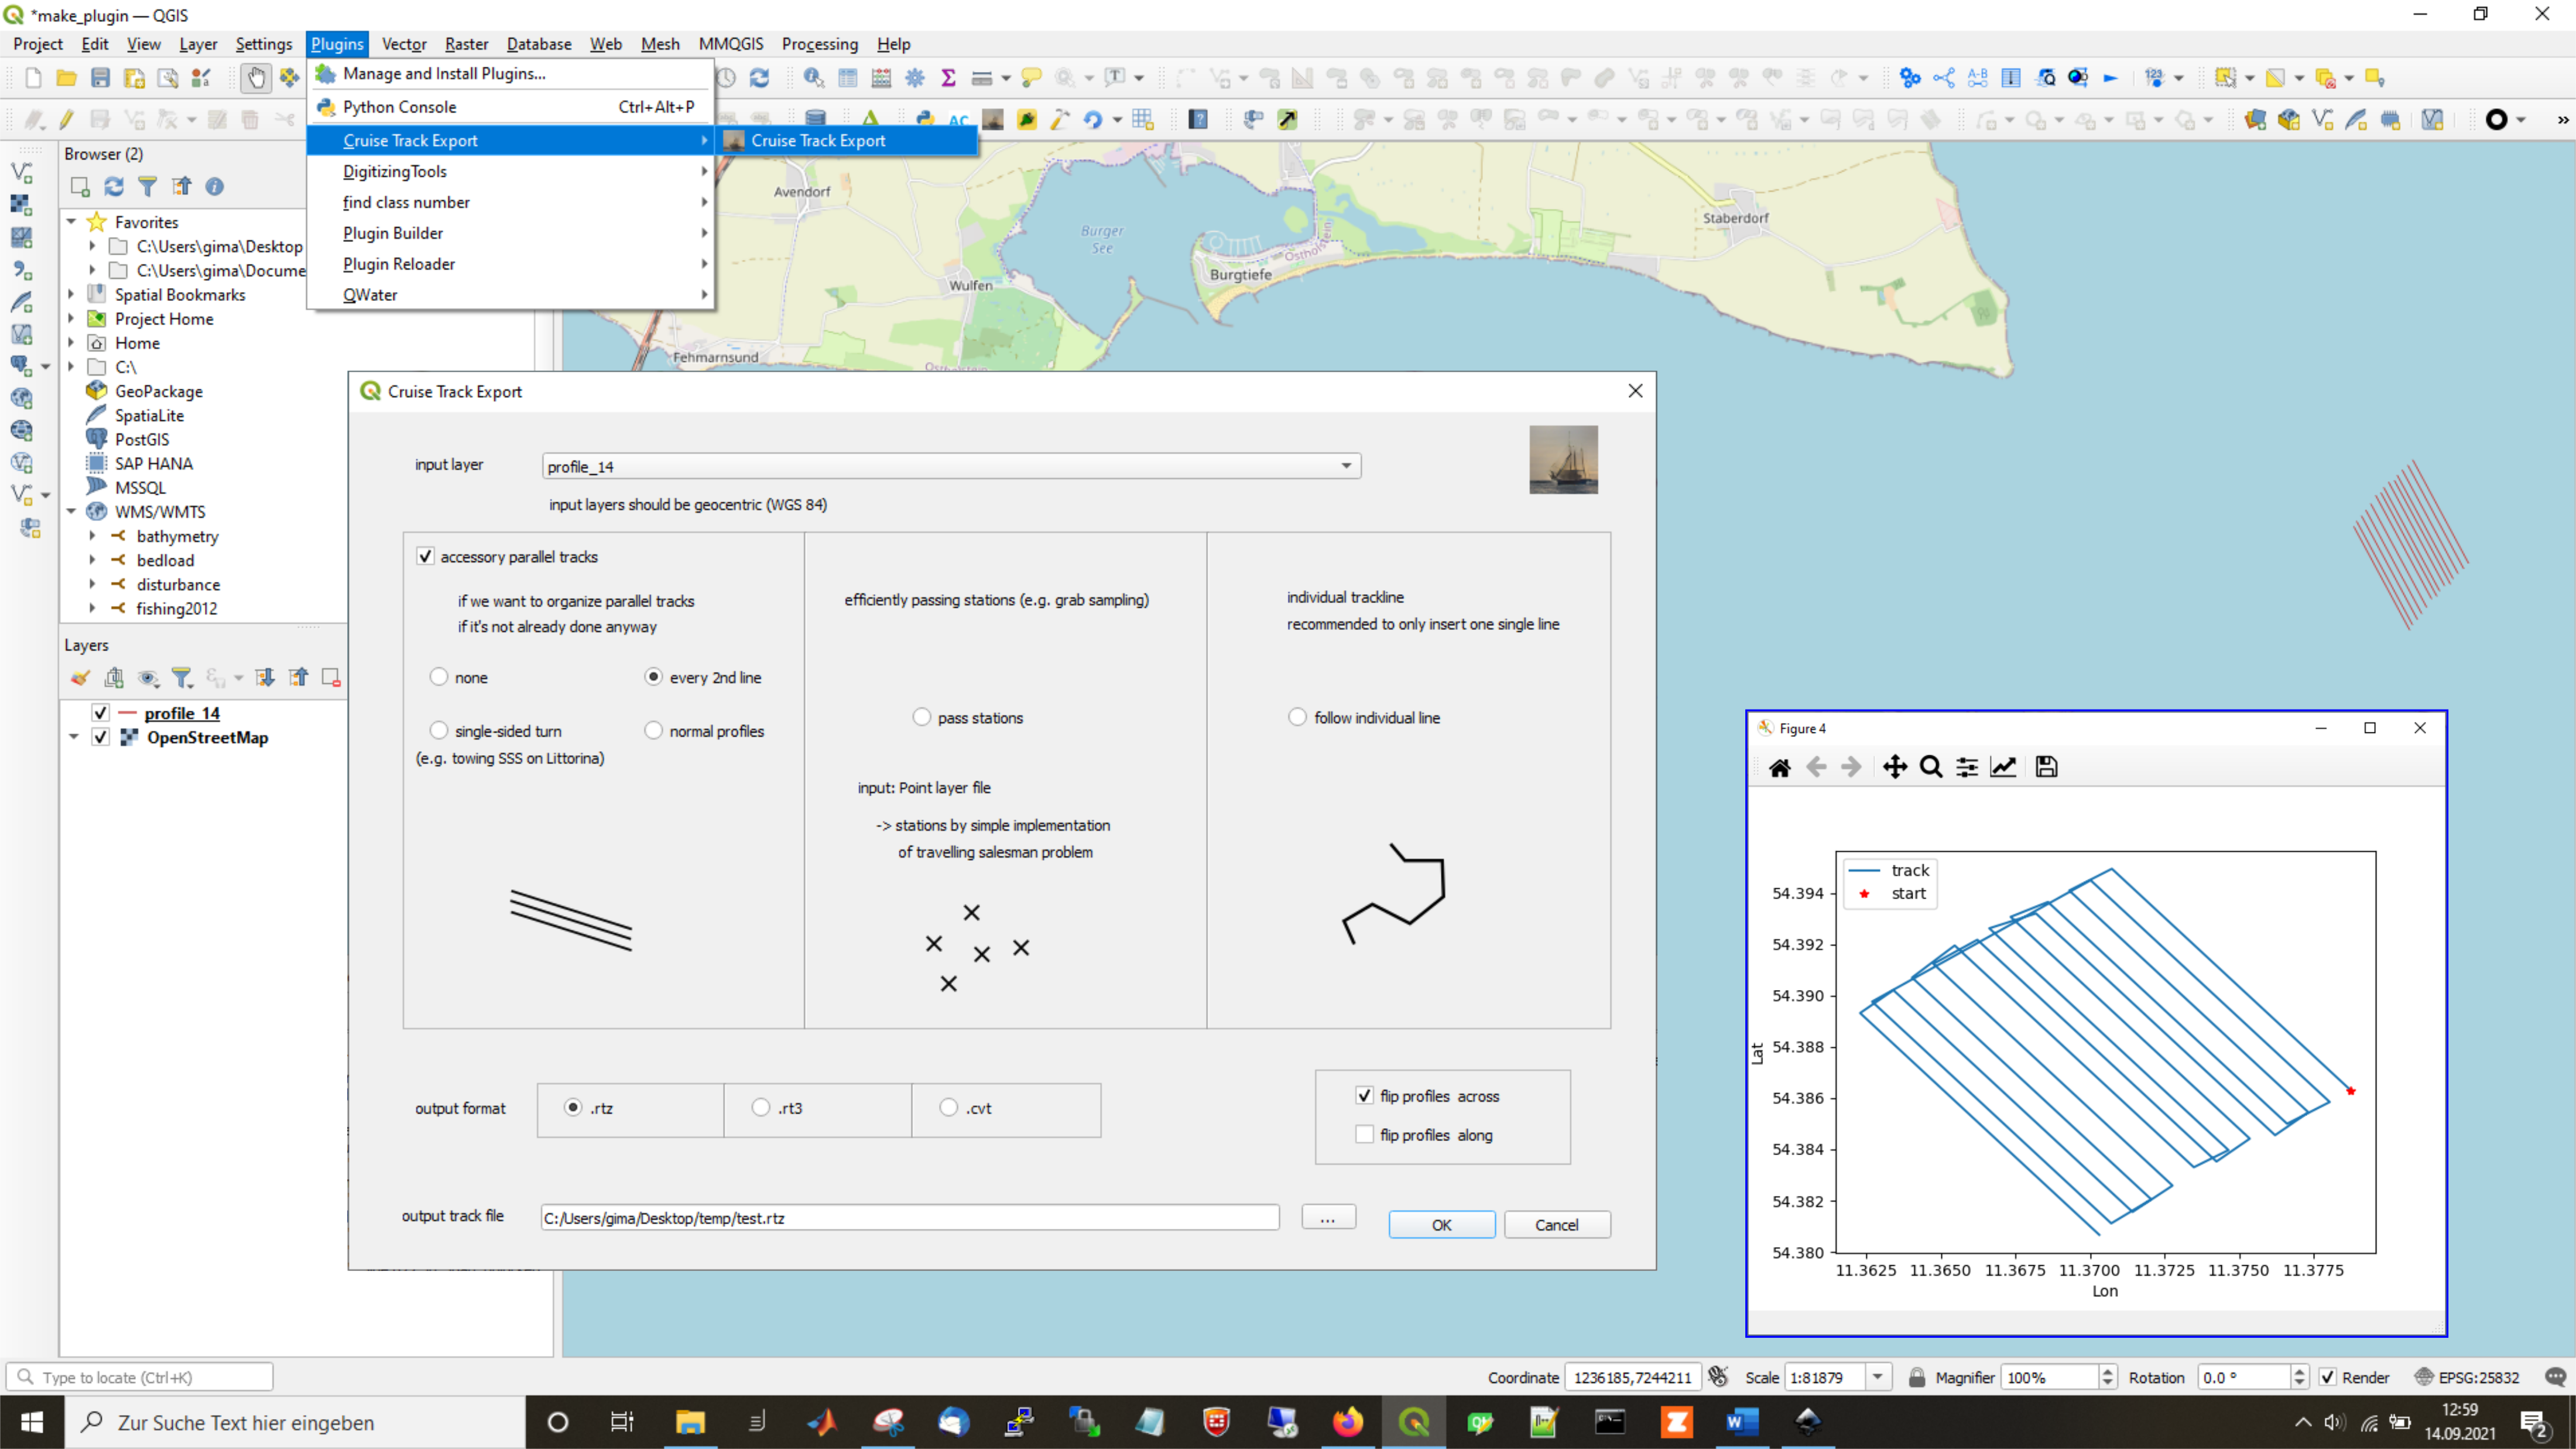 *make_plugin — QGIS
Project Edit View Layer Settings Plugins Vector Raster Database Web Mesh MMQGIS Processing Help
Manage and Install Plugins...
Python Console Ctrl+Alt+P
Cruise Track Export
Cruise Track Export
DigitizingTools
find class number
Plugin Builder
Plugin Reloader
QWater
Browser (2)
Favorites
C:\Users\gima\Desktop
C:\Users\gima\Docume
Spatial Bookmarks
Project Home
Home
C:\
GeoPackage
SpatiaLite
PostGIS
SAP HANA
MSSQL
WMS/WMTS
bathymetry
bedload
disturbance
fishing2012
Layers
profile_14
OpenStreetMap
Avendorf
Burger
See
Wulfen
Burgtiefe
Ostholstein
Staberdorf
Fehmarnsund
Cruise Track Export
input layer profile_14
input layers should be geocentric (WGS 84)
accessory parallel tracks
if we want to organize parallel tracks
if it's not already done anyway
none every 2nd line
single-sided turn normal profiles
(e.g. towing SSS on Littorina)
efficiently passing stations (e.g. grab sampling)
pass stations
input: Point layer file
-> stations by simple implementation
of travelling salesman problem
individual trackline
recommended to only insert one single line
follow individual line
output format .rtz .rt3 .cvt
flip profiles across
flip profiles along
output track file C:/Users/gima/Desktop/temp/test.rtz ... OK Cancel
Figure 4
track
start
54.394
54.392
54.390
54.388
54.386
54.384
54.382
54.380
Lat
11.3625 11.3650 11.3675 11.3700 11.3725 11.3750 11.3775
Lon
Type to locate (Ctrl+K)
Coordinate 1236185,7244211 Scale 1:81879 Magnifier 100% Rotation 0.0 ° Render EPSG:25832
Zur Suche Text hier eingeben
12:59
14.09.2021
2